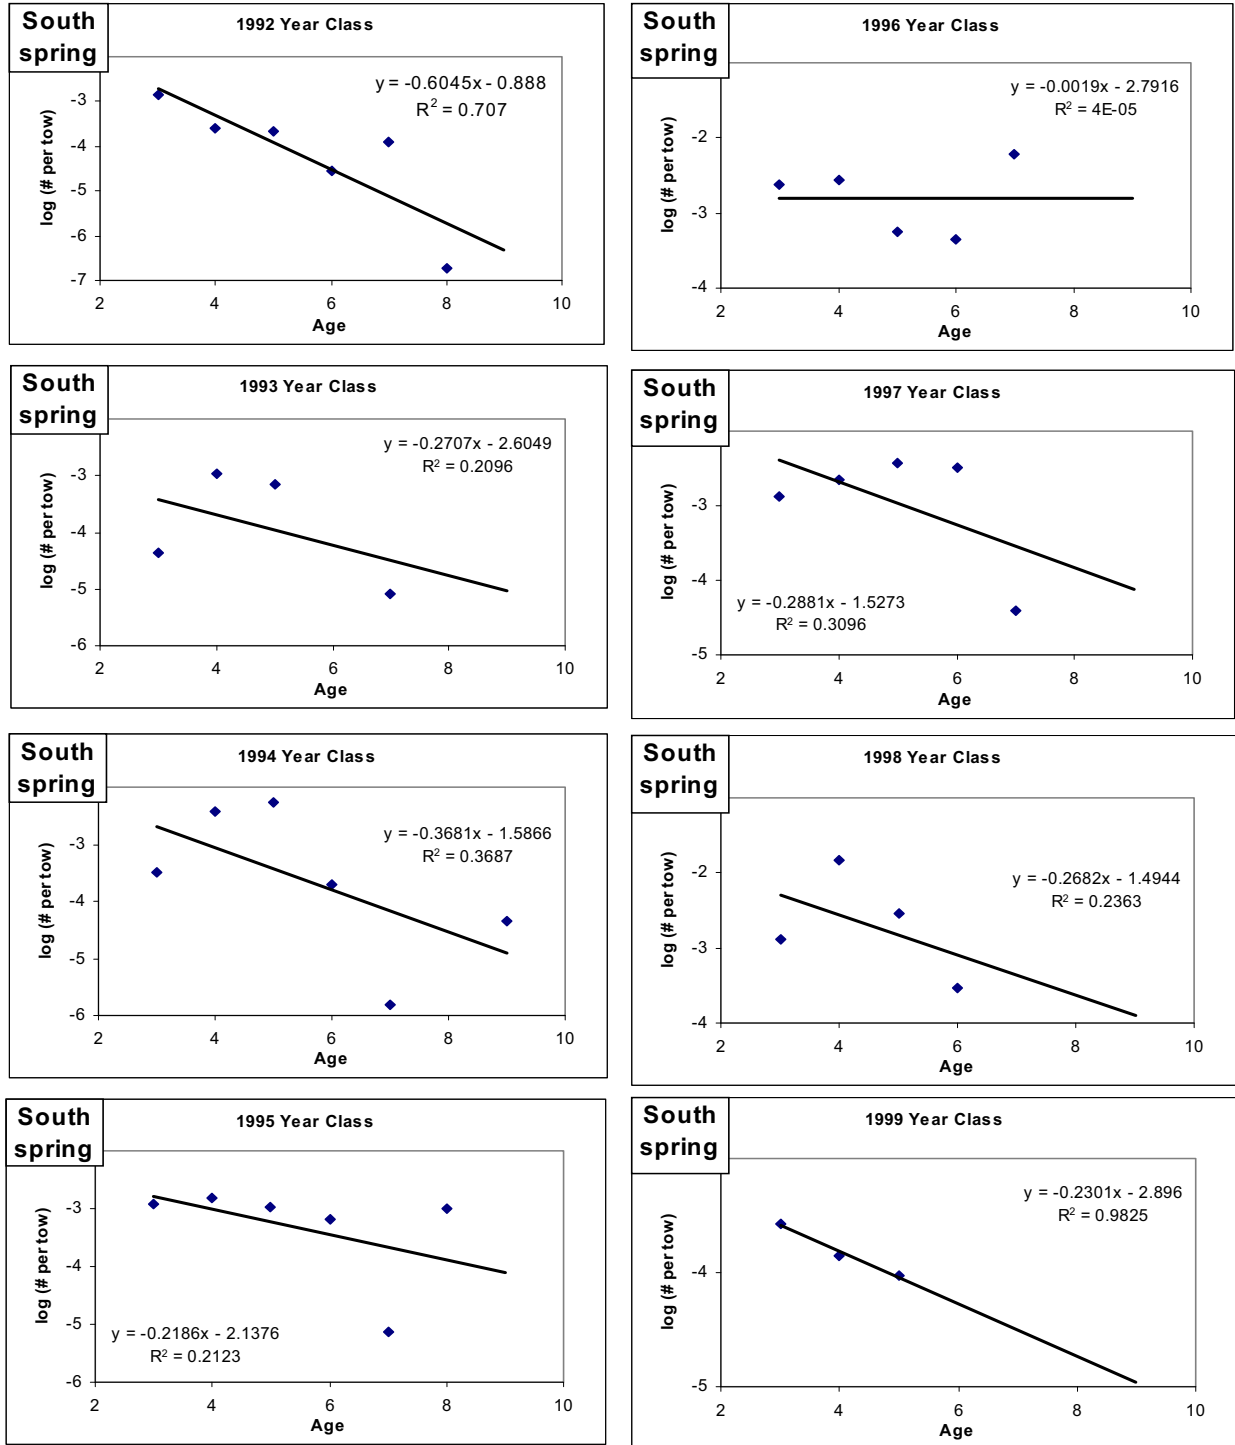 South
spring
1992 Year Class
y = -0.6045x - 0.888
R² = 0.707
log (# per tow)
-3
-4
-5
-6
-7
2 4 6 8 10
Age
South
spring
1996 Year Class
y = -0.0019x - 2.7916
R² = 4E-05
log (# per tow)
-2
-3
-4
2 4 6 8 10
Age
South
spring
1993 Year Class
y = -0.2707x - 2.6049
R² = 0.2096
log (# per tow)
-3
-4
-5
-6
2 4 6 8 10
Age
South
spring
1997 Year Class
log (# per tow)
-3
-4
-5
y = -0.2881x - 1.5273
R² = 0.3096
2 4 6 8 10
Age
South
spring
1994 Year Class
y = -0.3681x - 1.5866
R² = 0.3687
log (# per tow)
-3
-4
-5
-6
2 4 6 8 10
Age
South
spring
1998 Year Class
y = -0.2682x - 1.4944
R² = 0.2363
log (# per tow)
-2
-3
-4
2 4 6 8 10
Age
South
spring
1995 Year Class
log (# per tow)
-3
-4
-5
-6
y = -0.2186x - 2.1376
R² = 0.2123
2 4 6 8 10
Age
South
spring
1999 Year Class
y = -0.2301x - 2.896
R² = 0.9825
log (# per tow)
-4
-5
2 4 6 8 10
Age